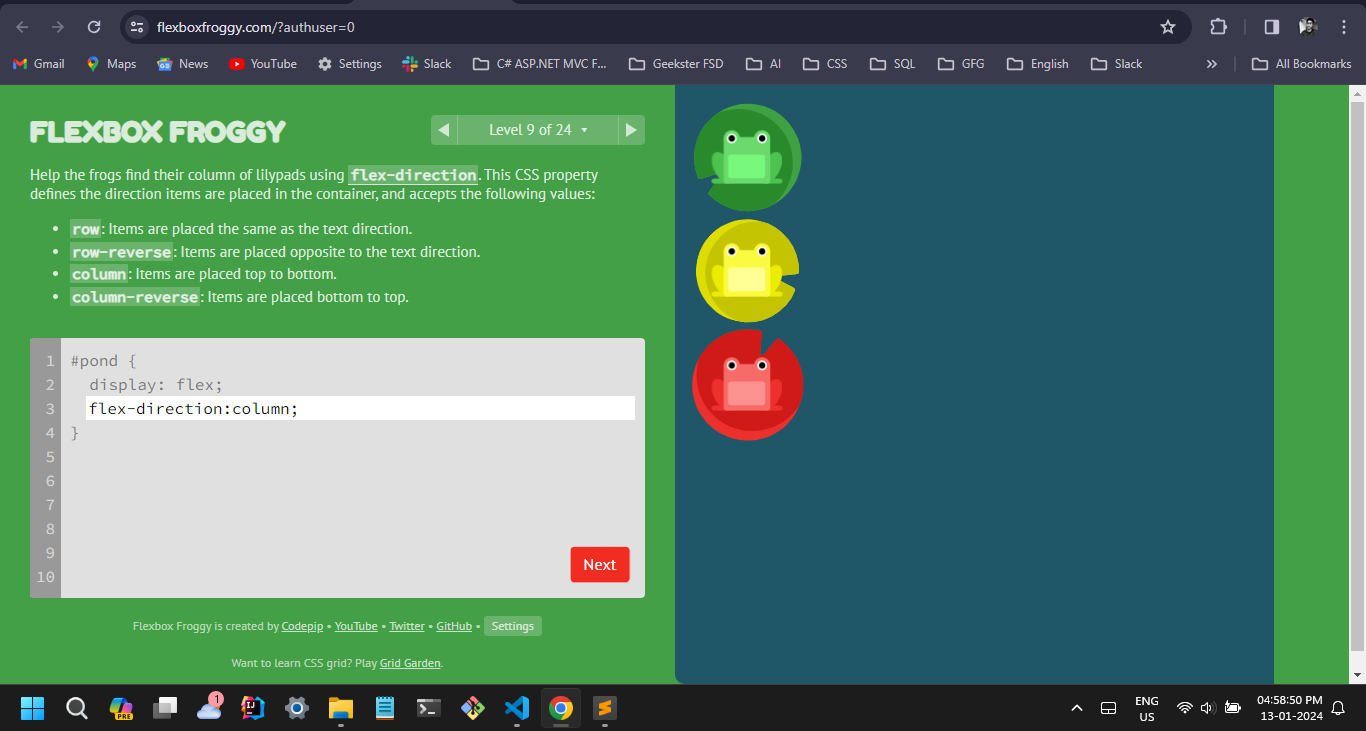 flexboxfroggy.com/?authuser=0
Gmail Maps News YouTube Settings Slack C# ASP.NET MVC F... Geekster FSD AI CSS SQL GFG English Slack » All Bookmarks
FLEXBOX FROGGY
Level 9 of 24
Help the frogs find their column of lilypads using flex-direction. This CSS property
defines the direction items are placed in the container, and accepts the following values:
• row: Items are placed the same as the text direction.
• row-reverse: Items are placed opposite to the text direction.
• column: Items are placed top to bottom.
• column-reverse: Items are placed bottom to top.
1 #pond {
2 display: flex;
3 flex-direction:column;
4 }
5
6
7
8
9
10
Next
Flexbox Froggy is created by Codepip • YouTube • Twitter • GitHub • Settings
Want to learn CSS grid? Play Grid Garden.
PRE
1
IJ
ENG
US
04:58:50 PM
13-01-2024